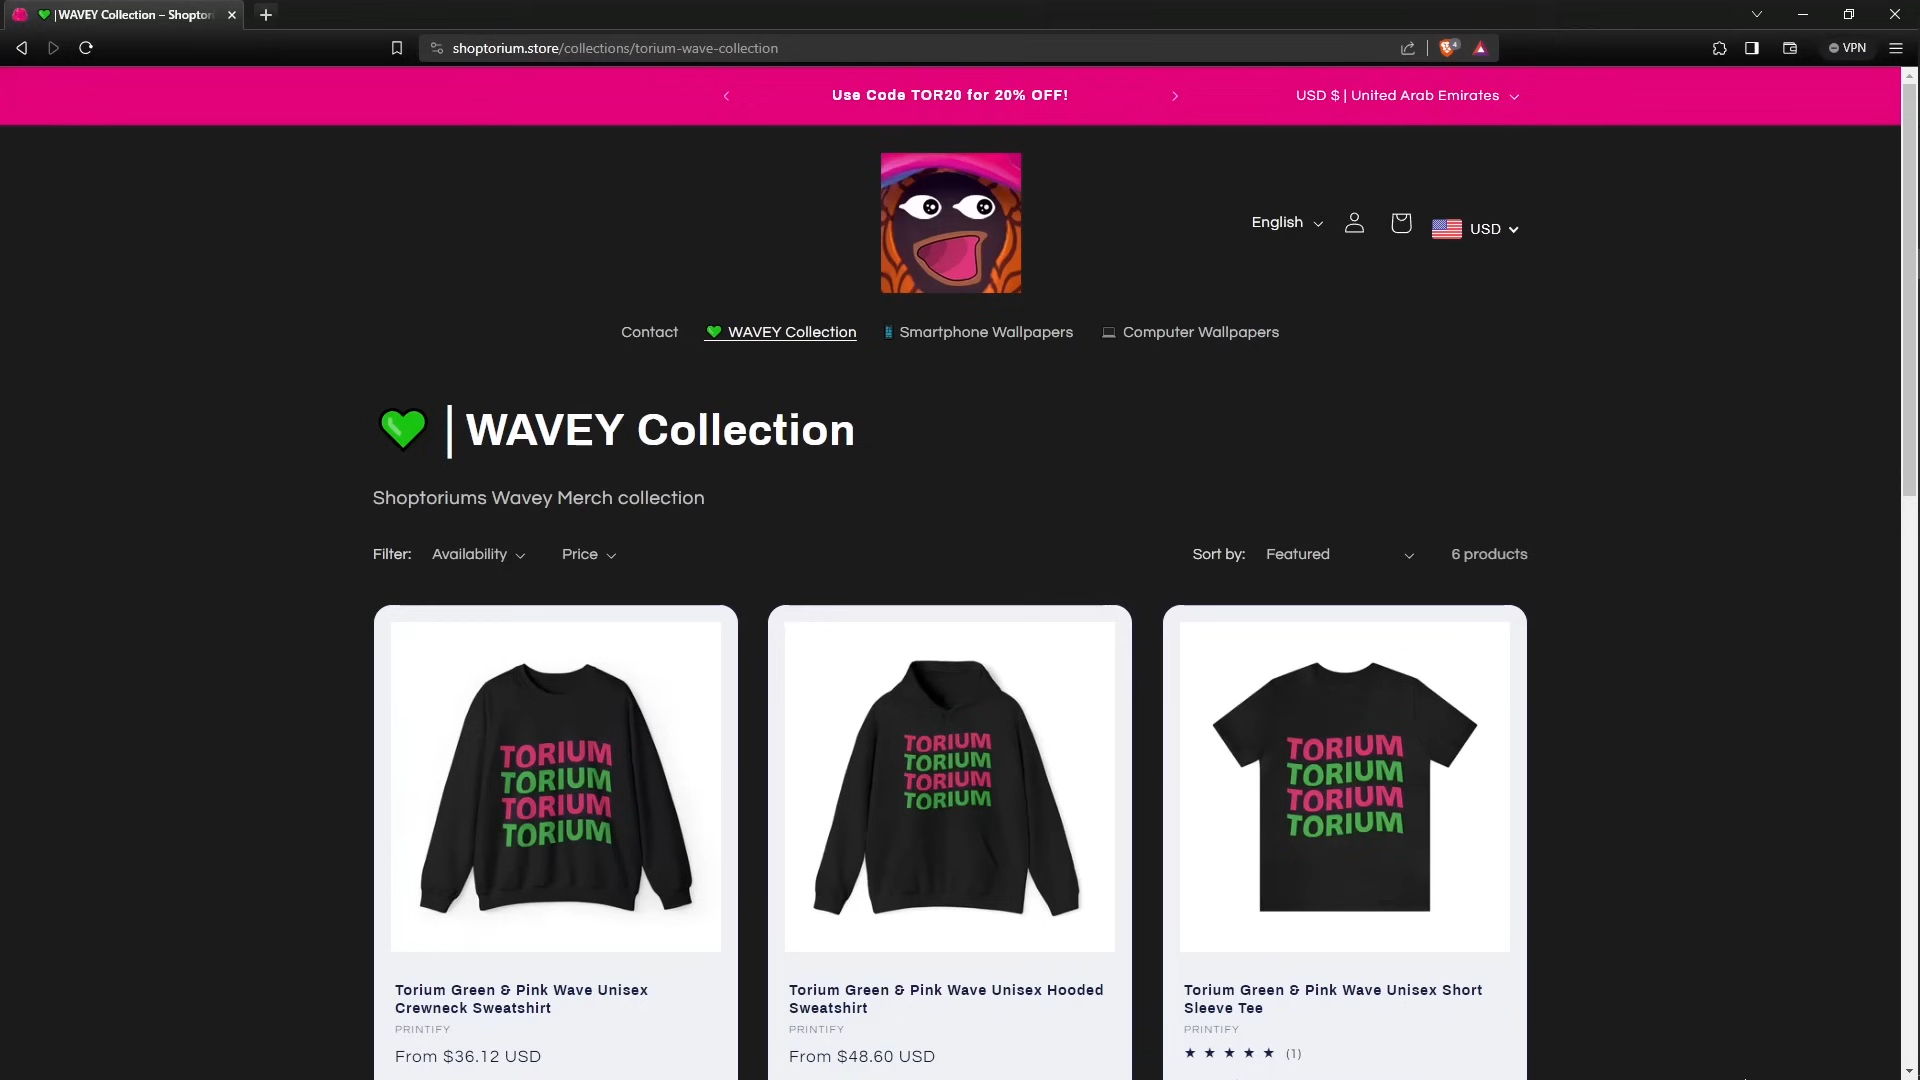 | WAVEY Collection – Shoptori
shoptorium.store/collections/torium-wave-collection
4
VPN
Use Code TOR20 for 20% OFF!
USD $ | United Arab Emirates
English
USD
Contact
WAVEY Collection
Smartphone Wallpapers
Computer Wallpapers
| WAVEY Collection
Shoptoriums Wavey Merch collection
Filter:
Availability
Price
Sort by:
Featured
6 products
TORIUM
TORIUM
TORIUM
TORIUM
TORIUM
TORIUM
TORIUM
TORIUM
TORIUM
TORIUM
TORIUM
TORIUM
Torium Green & Pink Wave Unisex
Crewneck Sweatshirt
PRINTIFY
From $36.12 USD
Torium Green & Pink Wave Unisex Hooded
Sweatshirt
PRINTIFY
From $48.60 USD
Torium Green & Pink Wave Unisex Short
Sleeve Tee
PRINTIFY
★ ★ ★ ★ ★ (1)